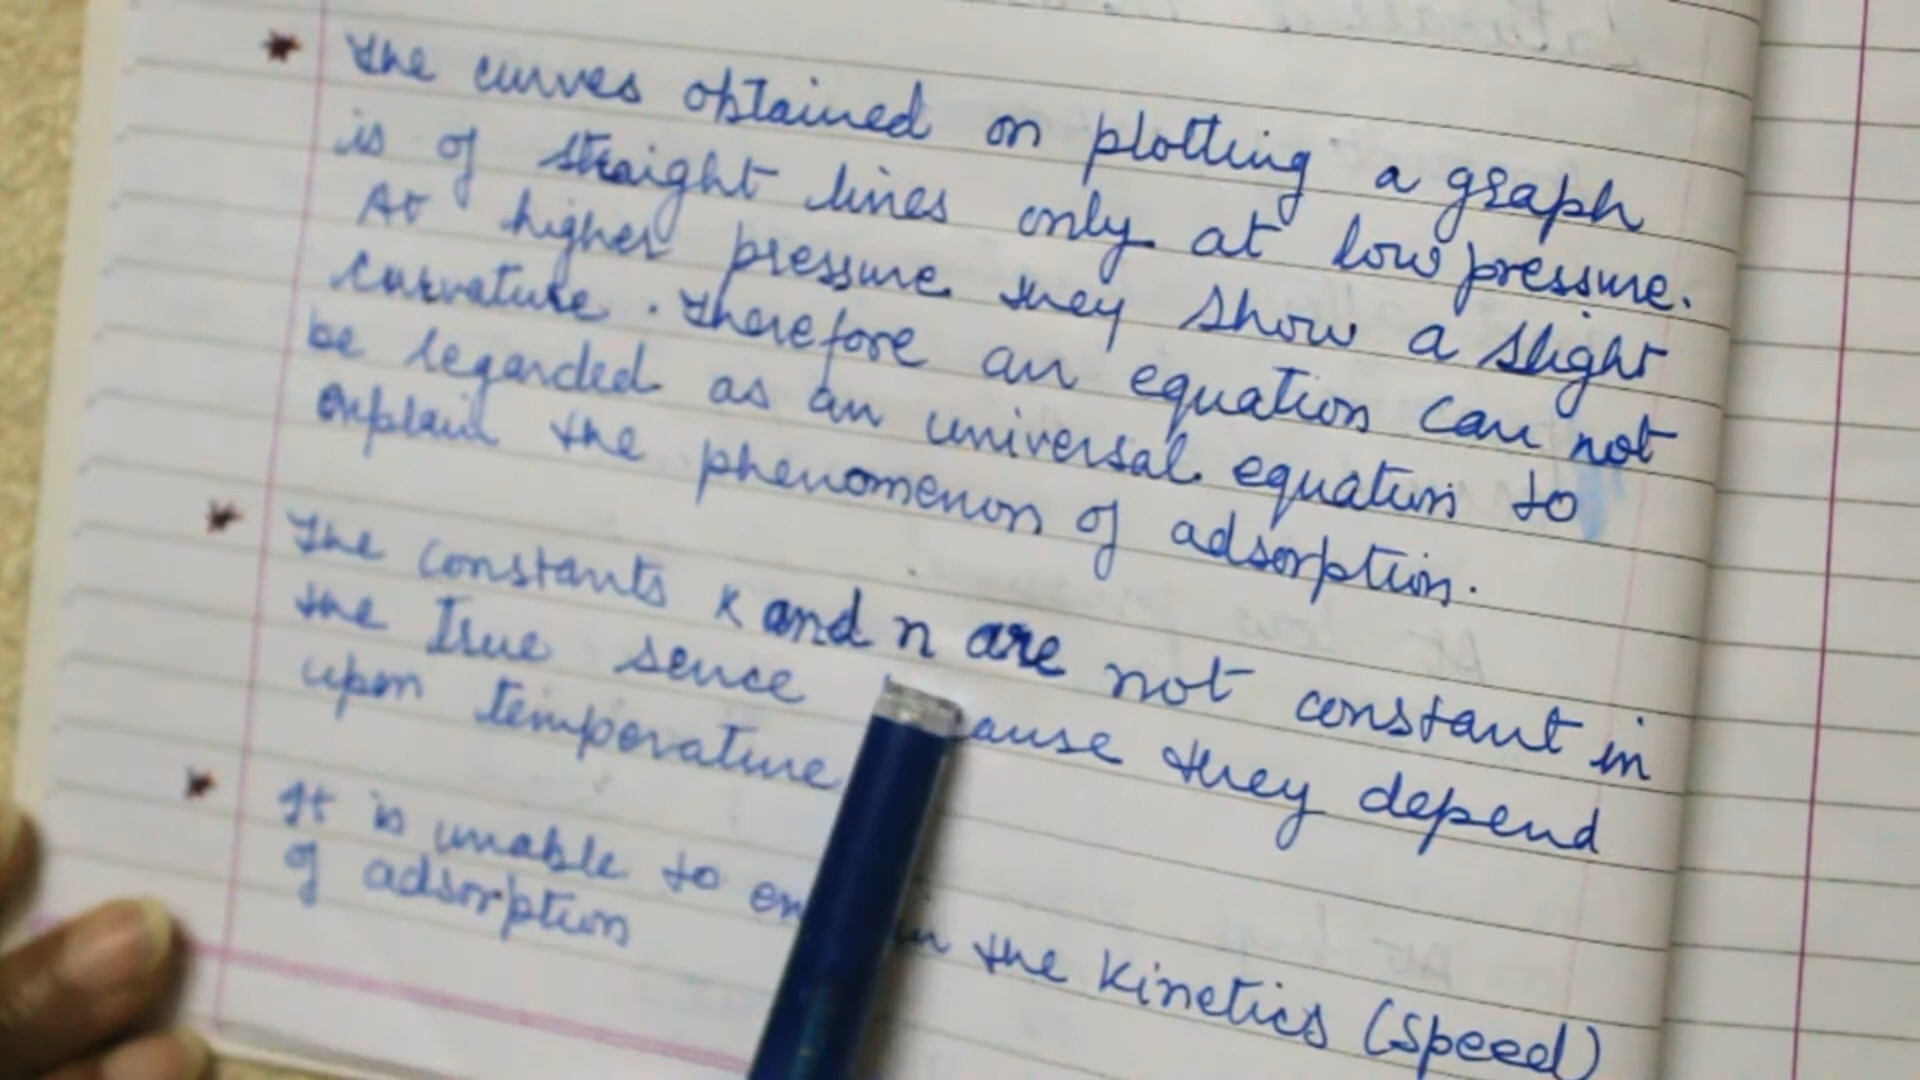 * The curves obtained on plotting a graph
is of straight lines only at low pressure.
At higher pressure they show a slight
curvature. Therefore an equation can not
be regarded as an universal equation to
explain the phenomenon of adsorption.
* The constants K and n are not constant in
the true sence cause they depend
upon temperature
* It is unable to the kinetics (speed)
of adsorption